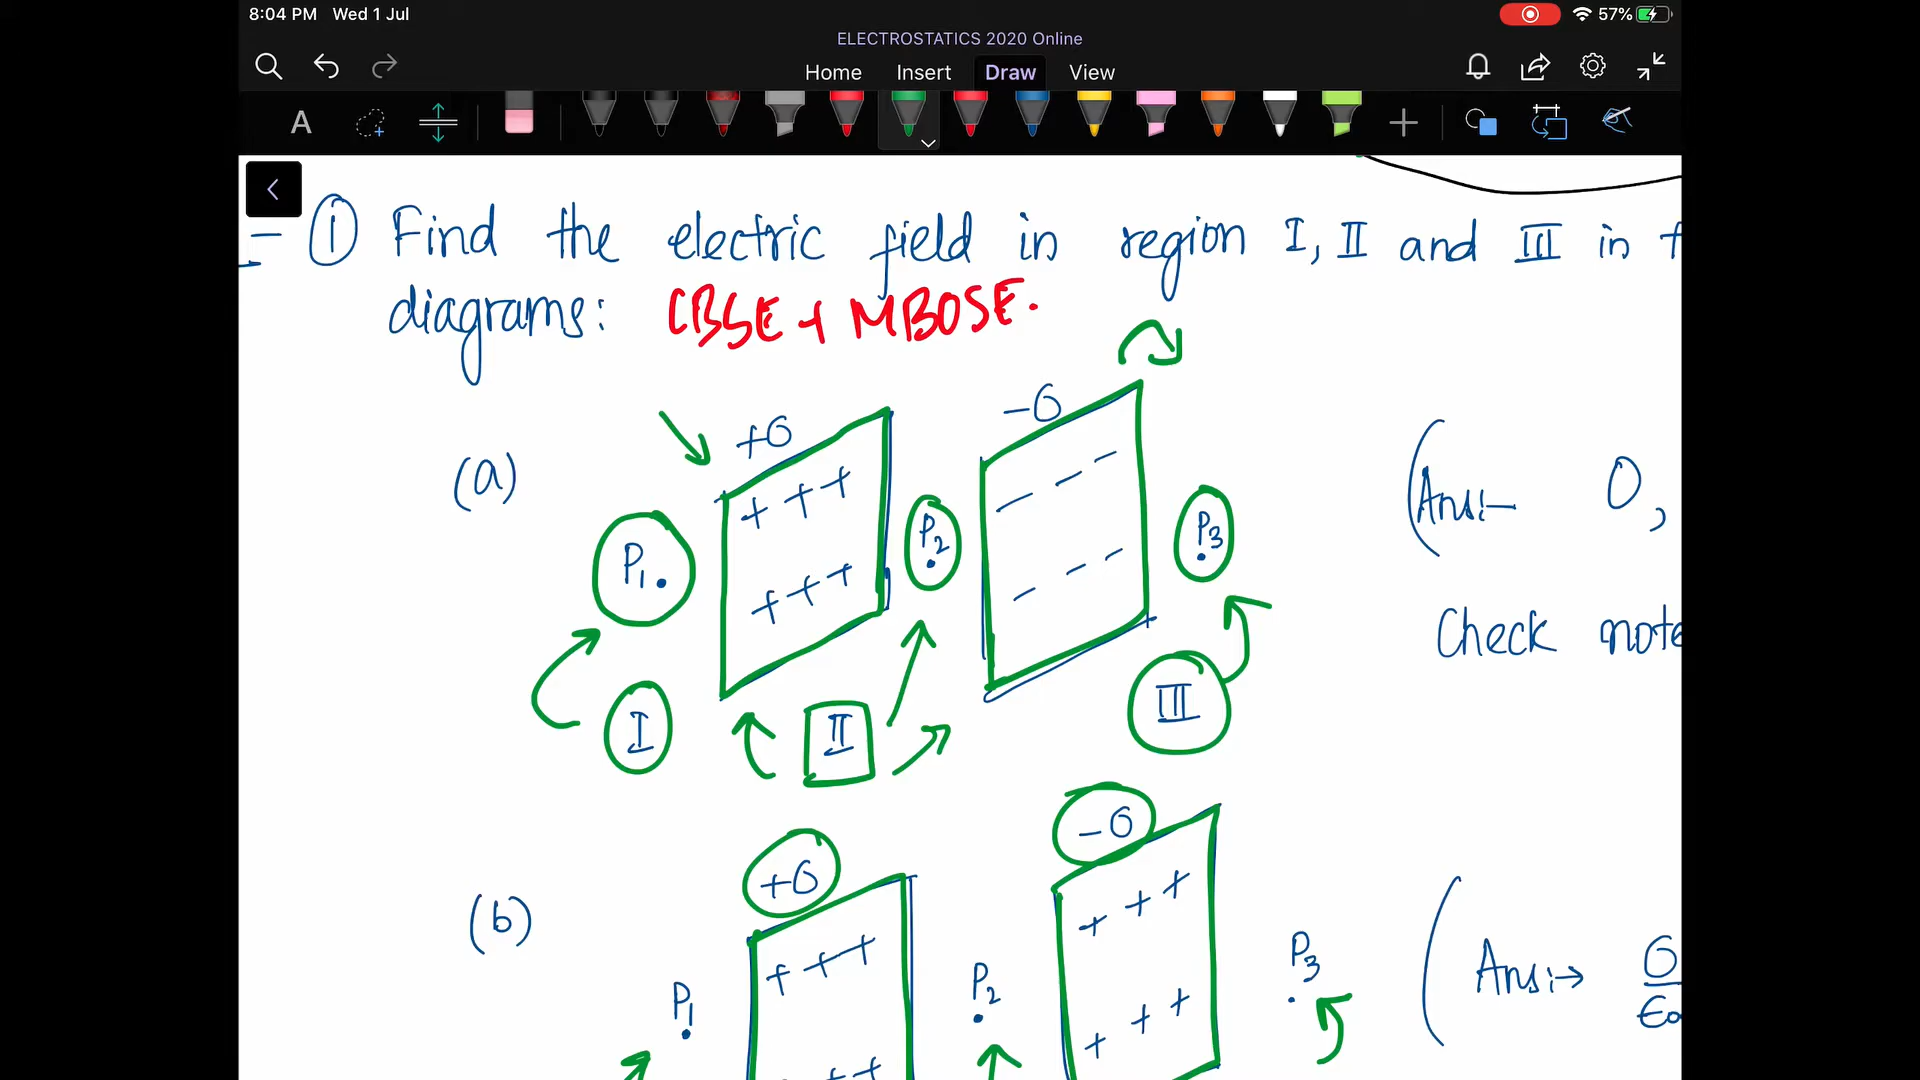 8:04 PM Wed 1 Jul
57%
ELECTROSTATICS 2020 Online
Home Insert Draw View
A
① Find the electric field in region I, II and III in
diagrams: CBSE + MBOSE.
+σ
-σ
(a)
+ + +
- - -
(Ans:- 0,
P₁
P₂
P₃
+ + +
- - -
Check note
I
II
III
+σ
-σ
(b)
+ + +
+ + +
P₁
P₂
P₃
(Ans:→ σ
ϵ₀
+ +
+ + +